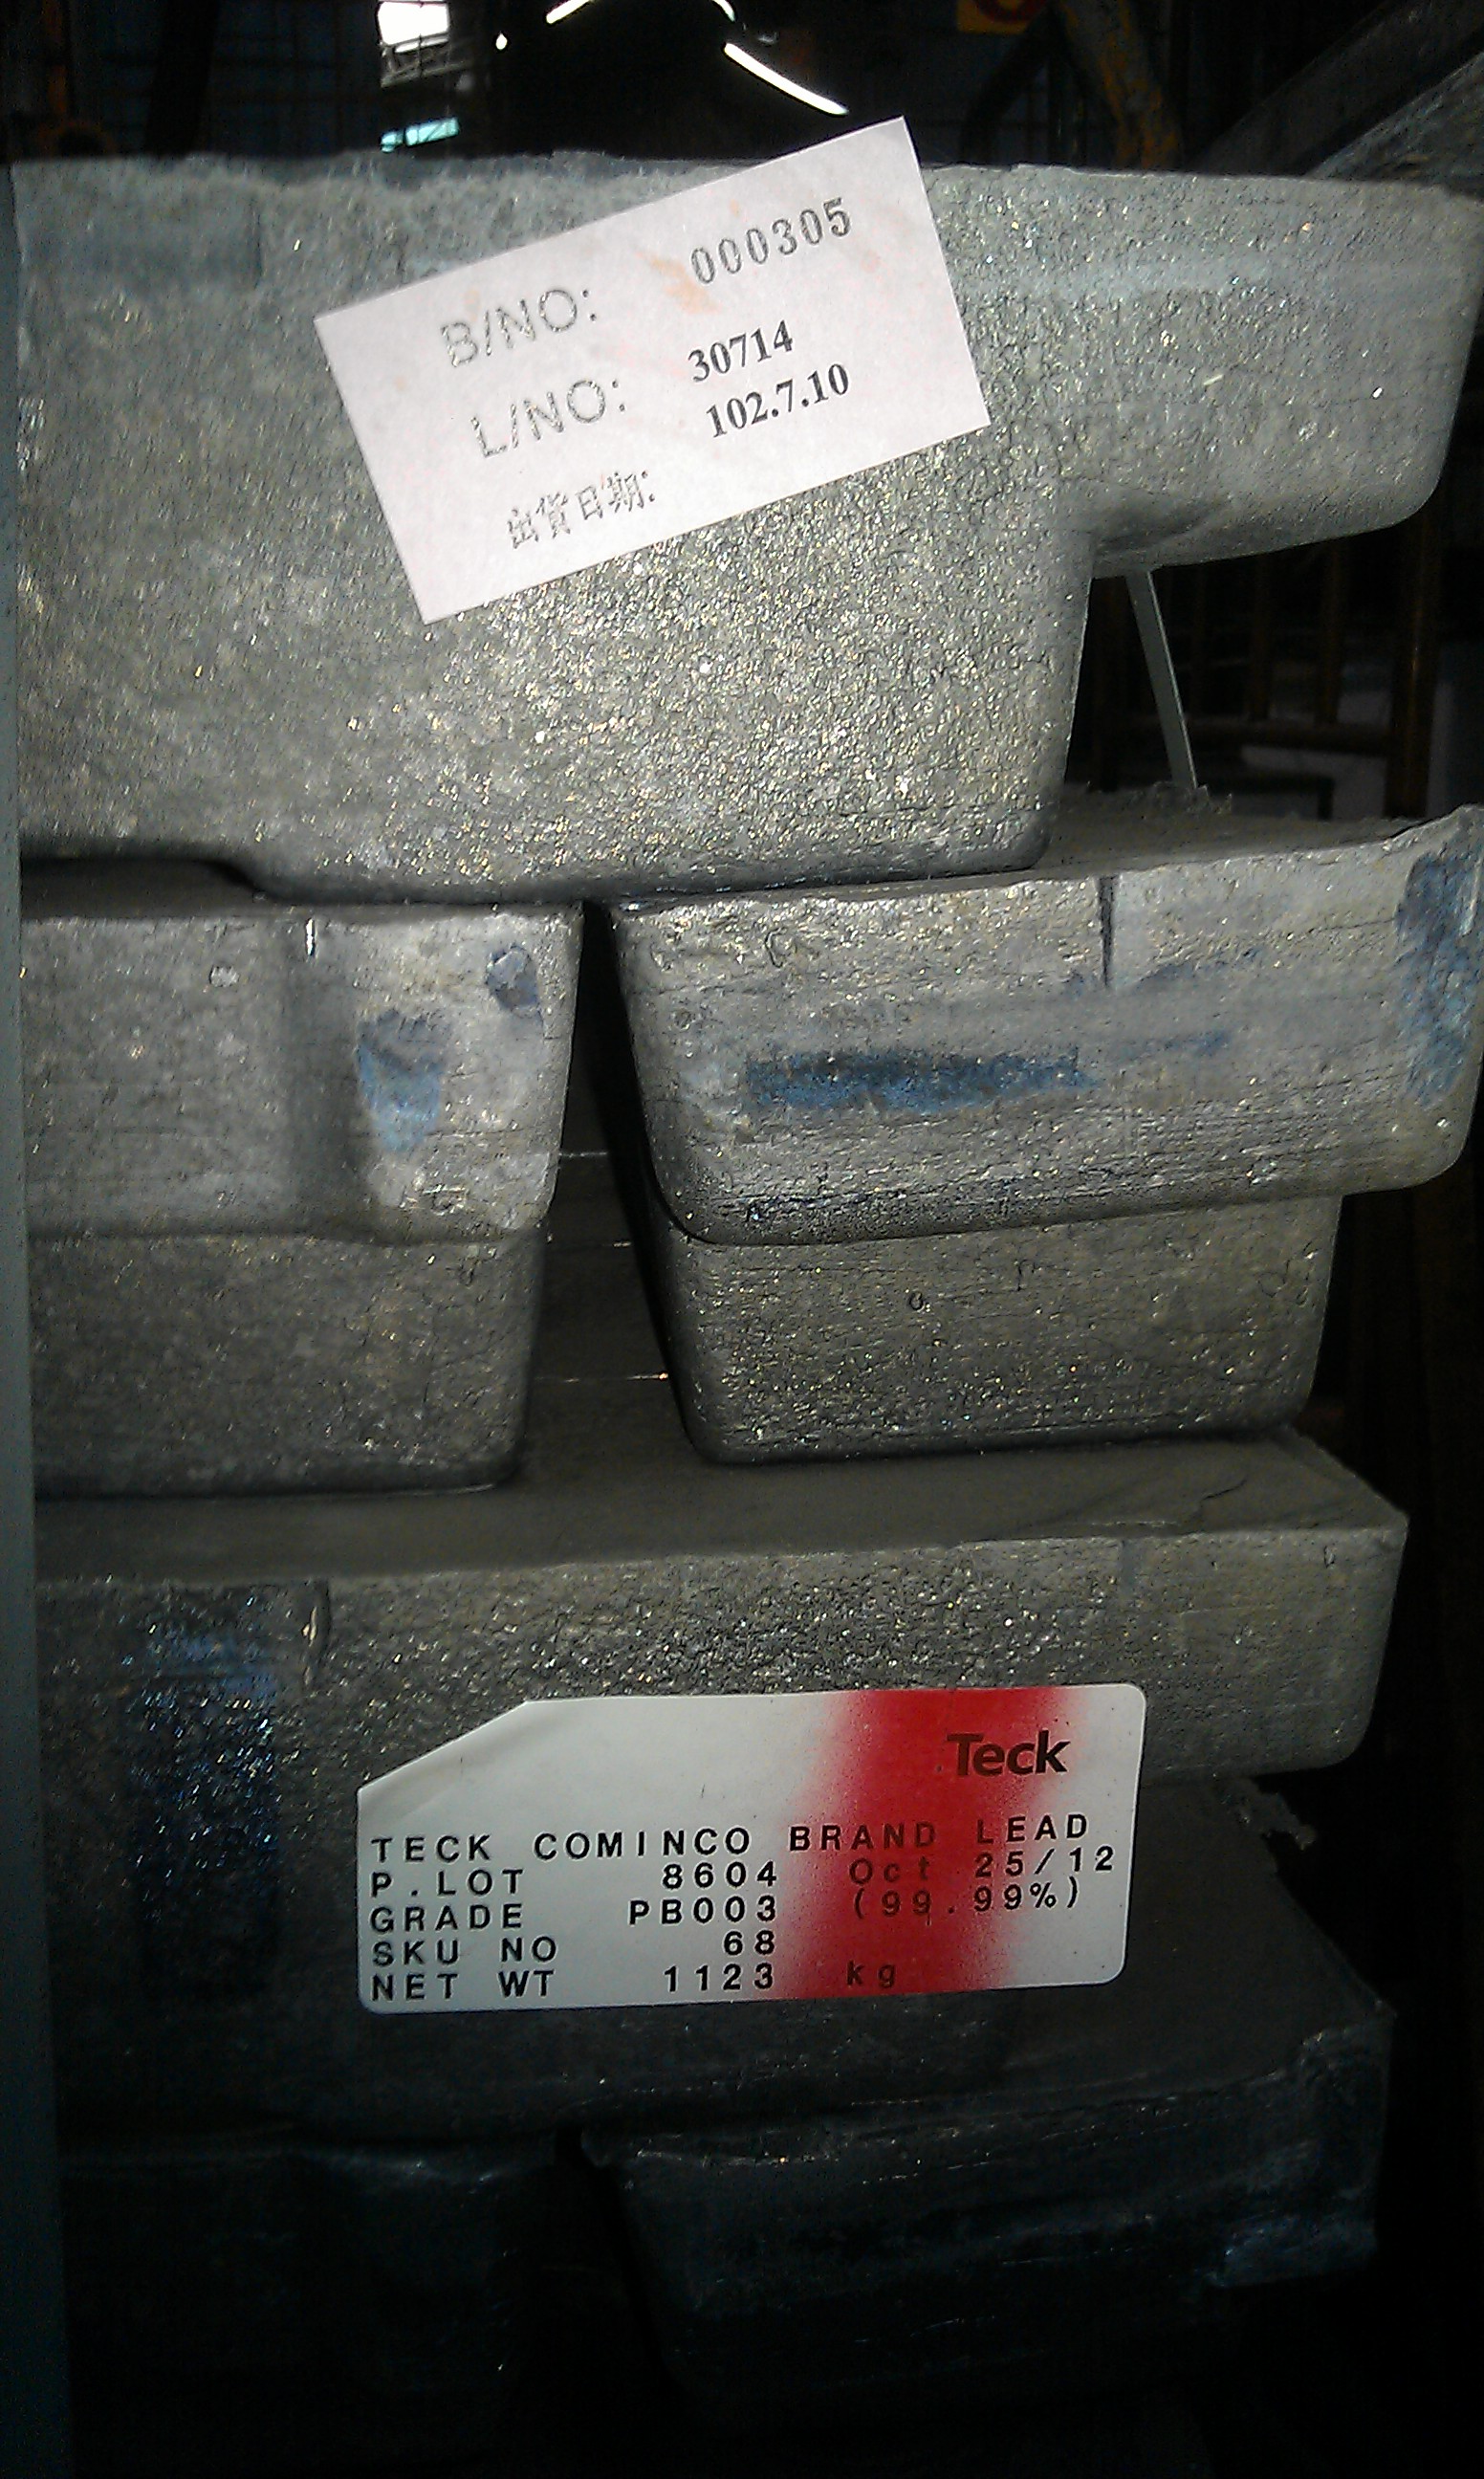 B/NO: 000305
L/NO: 30714
出貨日期: 102.7.10
Teck
TECK COMINCO BRAND LEAD
P.LOT 8604 Oct 25/12
GRADE PB003 (99.99%)
SKU NO 68
NET WT 1123 kg